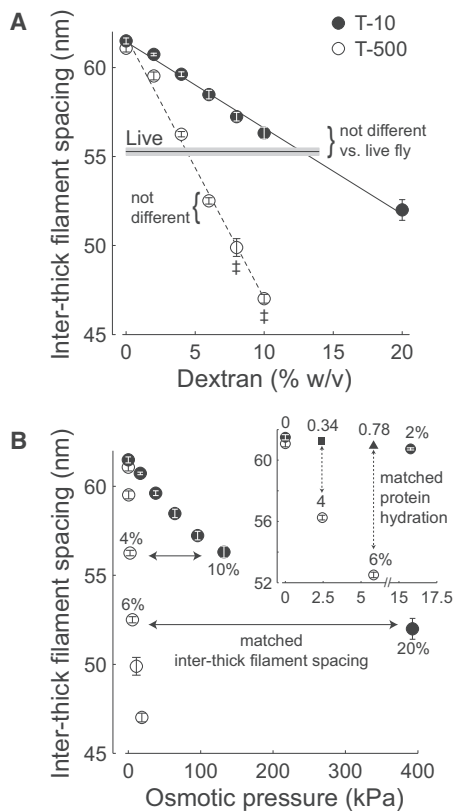 A
T-10
T-500
Inter-thick filament spacing (nm)
60
55
50
45
Live
not different
vs. live fly
not
different
‡
‡
0
5
10
15
20
Dextran (% w/v)
B
Inter-thick filament spacing (nm)
60
55
50
45
4%
6%
10%
20%
matched
inter-thick filament spacing
0
100
200
300
400
Osmotic pressure (kPa)
0
0.34
0.78
2%
4
6%
matched
protein
hydration
60
56
52
0
2.5
5
15
17.5